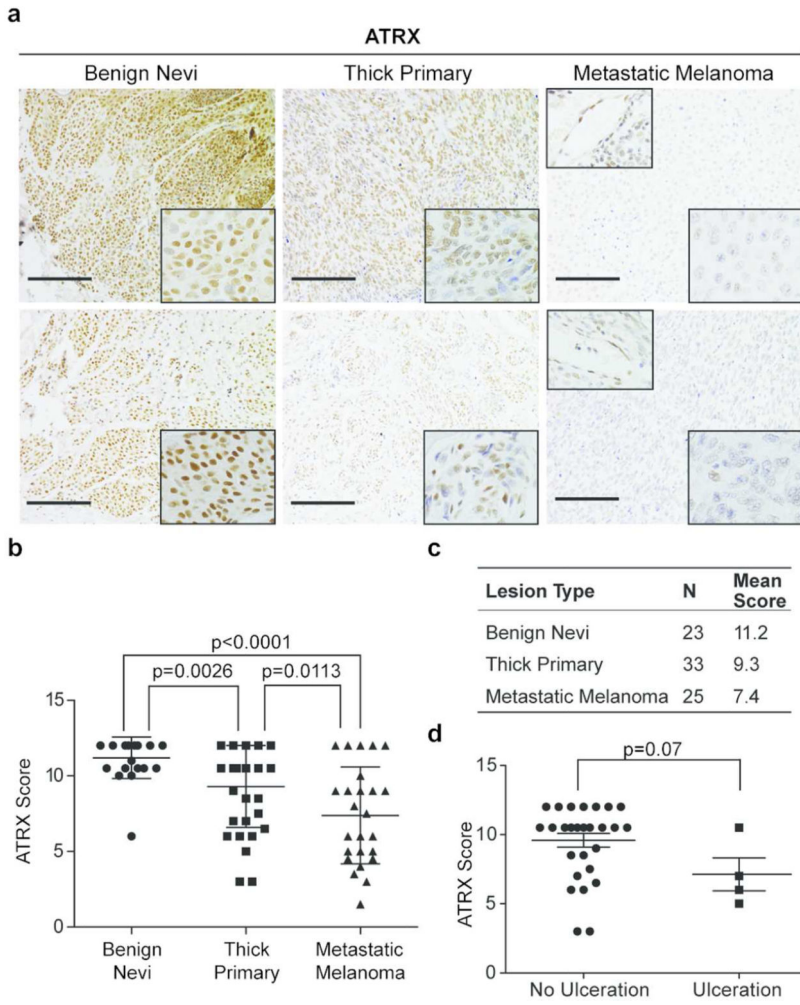 a
ATRX
Benign Nevi Thick Primary Metastatic Melanoma
b
p<0.0001
p=0.0026 p=0.0113
15
10
5
0
ATRX Score
Benign Nevi
Thick Primary
Metastatic Melanoma
c
Lesion Type N Mean Score
Benign Nevi 23 11.2
Thick Primary 33 9.3
Metastatic Melanoma 25 7.4
d
p=0.07
15
10
5
0
ATRX Score
No Ulceration Ulceration